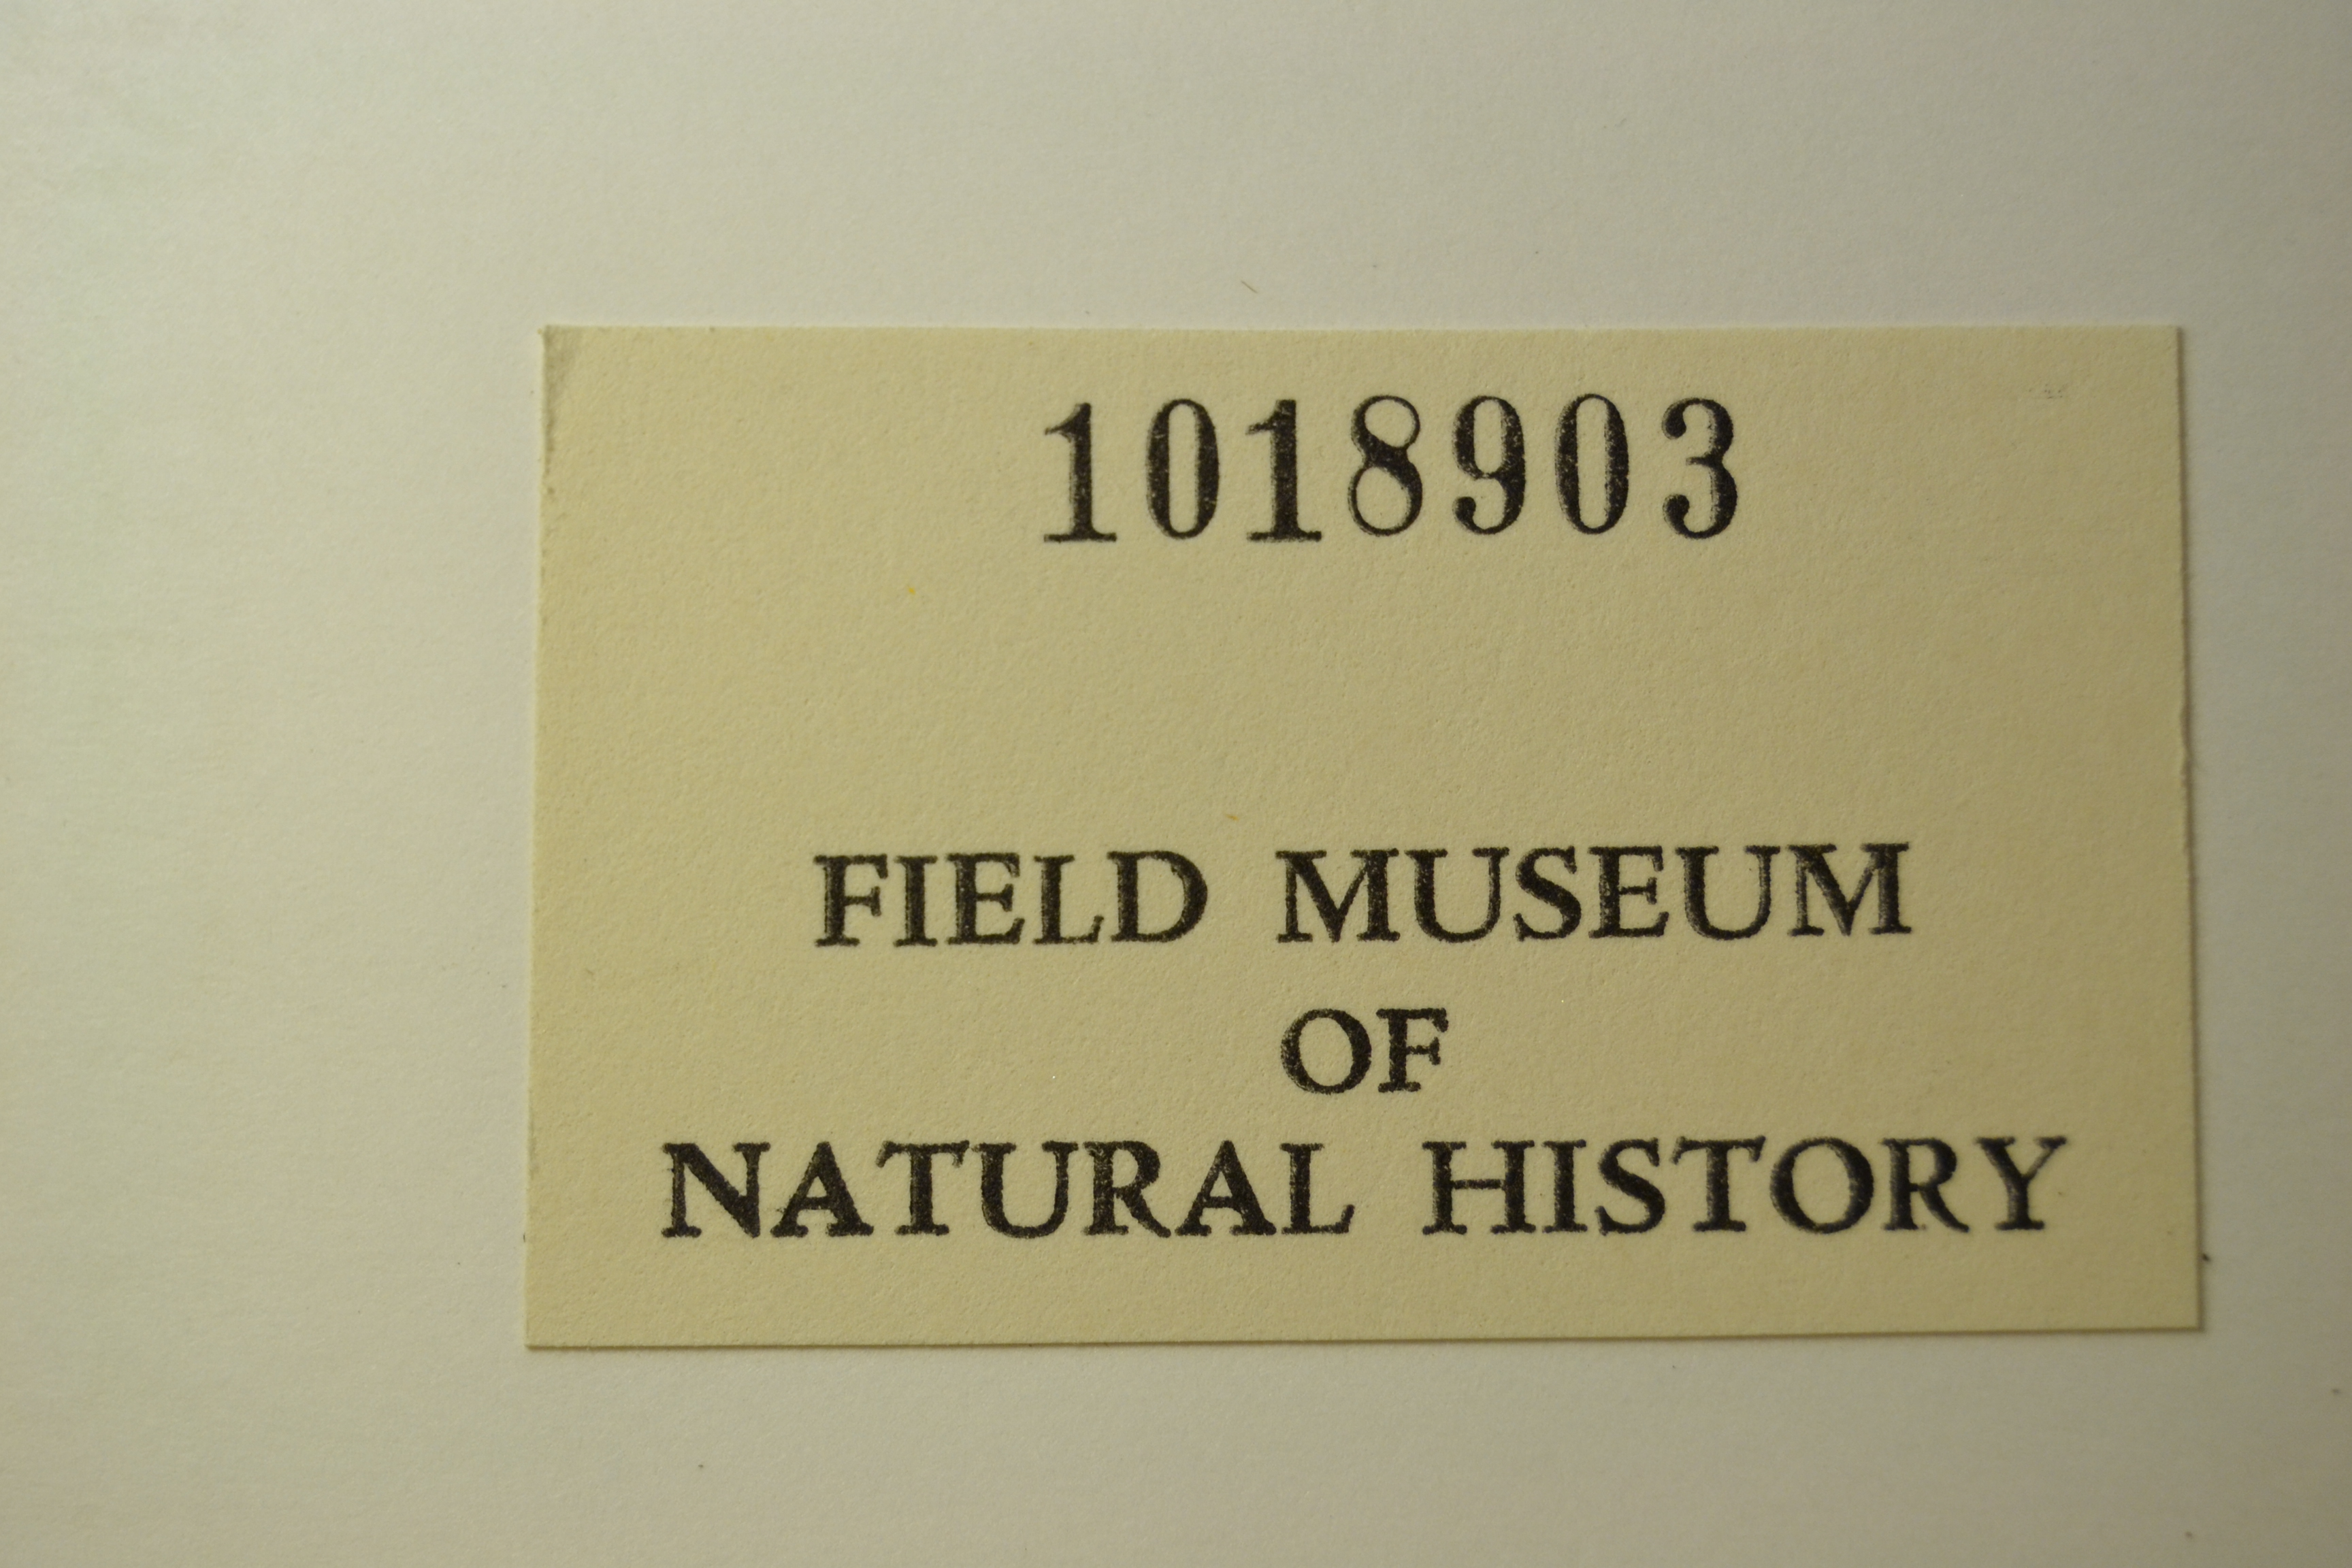 1018903
FIELD MUSEUM
OF
NATURAL HISTORY